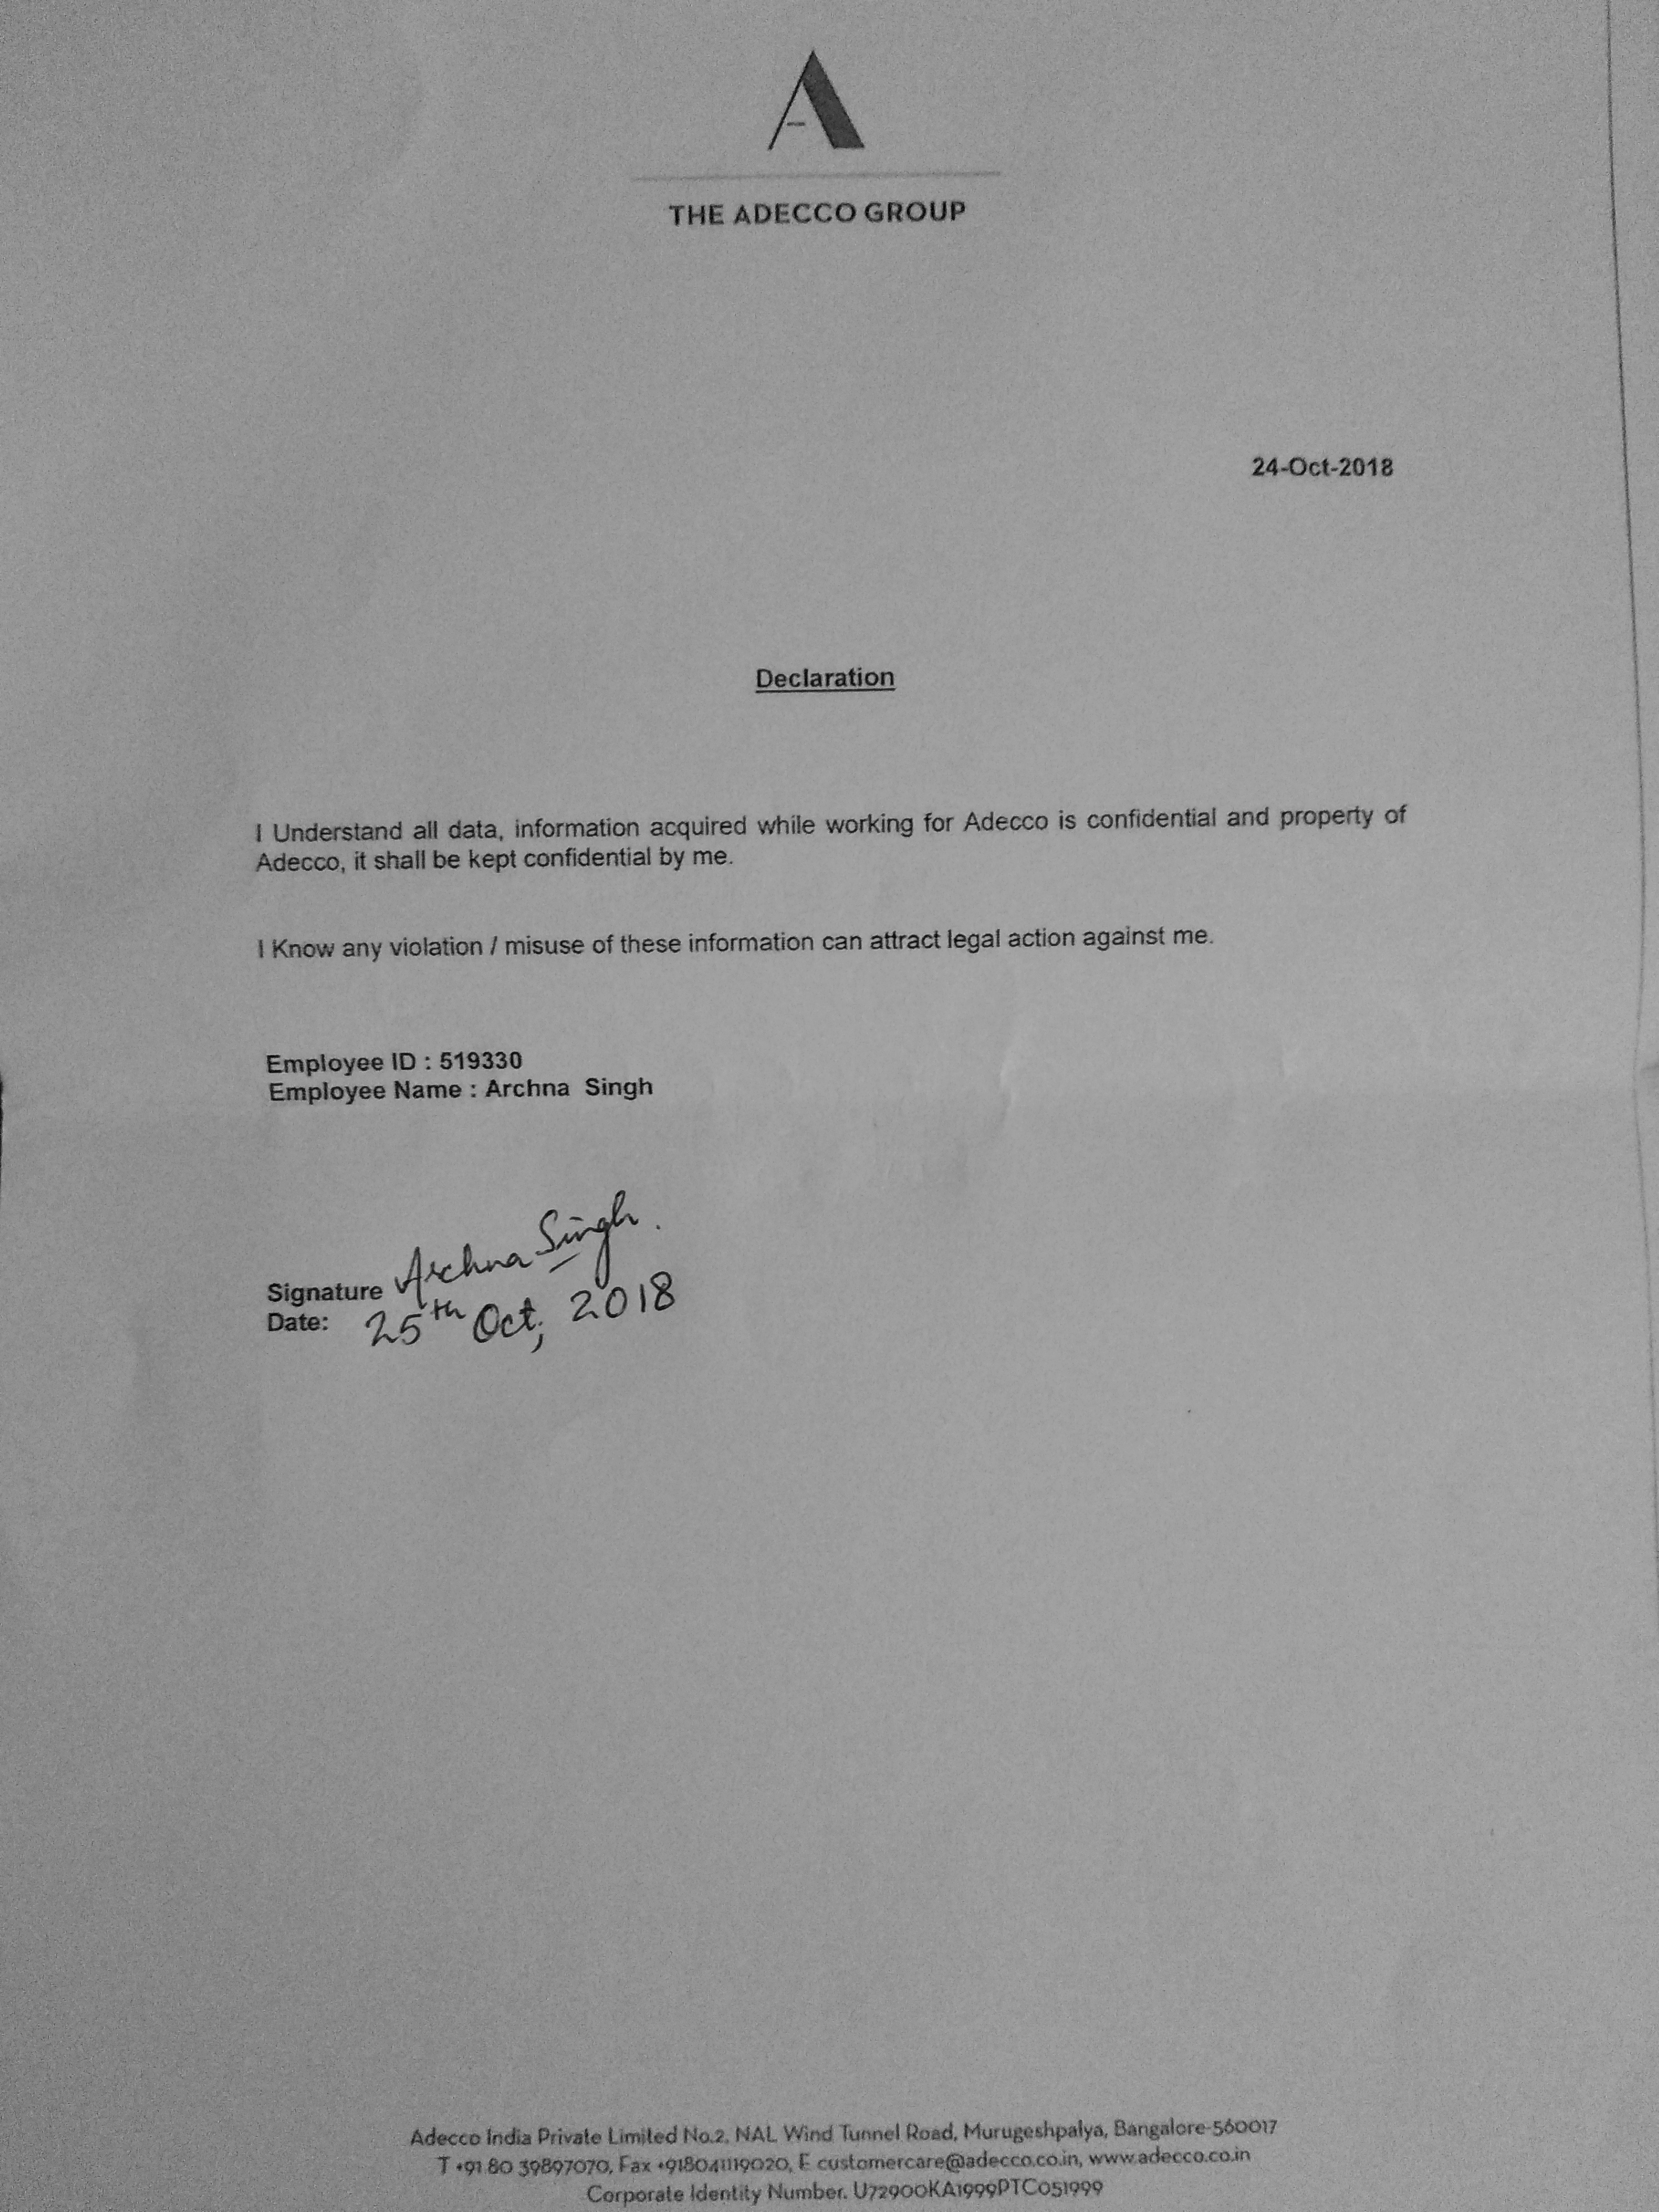 A
THE ADECCO GROUP
24-Oct-2018
Declaration
I Understand all data, information acquired while working for Adecco is confidential and property of
Adecco, it shall be kept confidential by me.
I Know any violation / misuse of these information can attract legal action against me.
Employee ID : 519330
Employee Name : Archna Singh
Signature Archna Singh.
Date: 25th Oct, 2018
Adecco India Private Limited No.2, NAL Wind Tunnel Road, Murugeshpalya, Bangalore-560017
T +91 80 39897070, Fax +918041119020, E customercare@adecco.co.in, www.adecco.co.in
Corporate Identity Number. U72900KA1999PTC051999